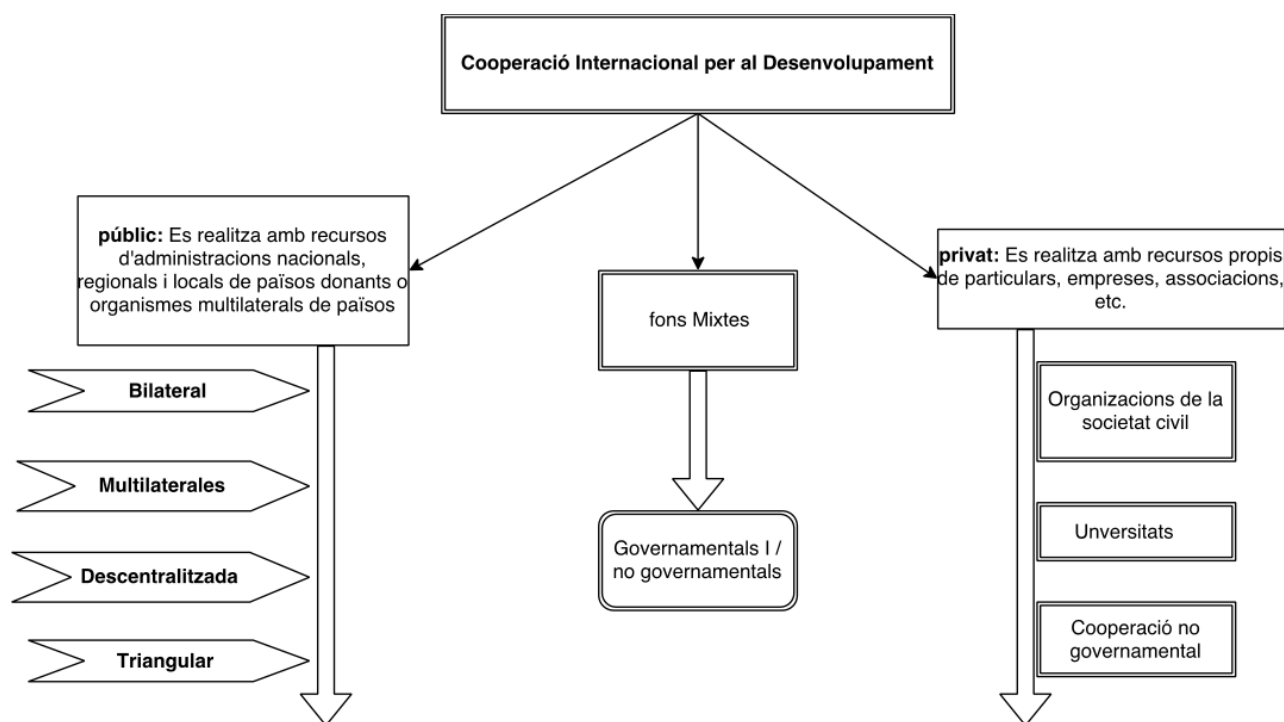 Cooperació Internacional per al Desenvolupament
públic: Es realitza amb recursos
d'administracions nacionals,
regionals i locals de països donants o
organismes multilaterals de països
Bilateral
Multilaterales
Descentralitzada
Triangular
fons Mixtes
Governamentals I /
no governamentals
privat: Es realitza amb recursos propis
de particulars, empreses, associacions,
etc.
Organizacions de la
societat civil
Unversitats
Cooperació no
governamental